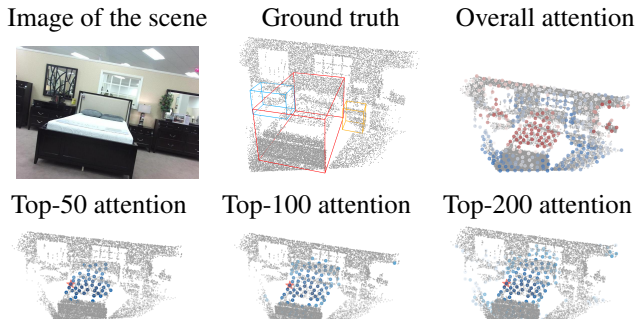 Image of the scene
Ground truth
Overall attention
Top-50 attention
Top-100 attention
Top-200 attention